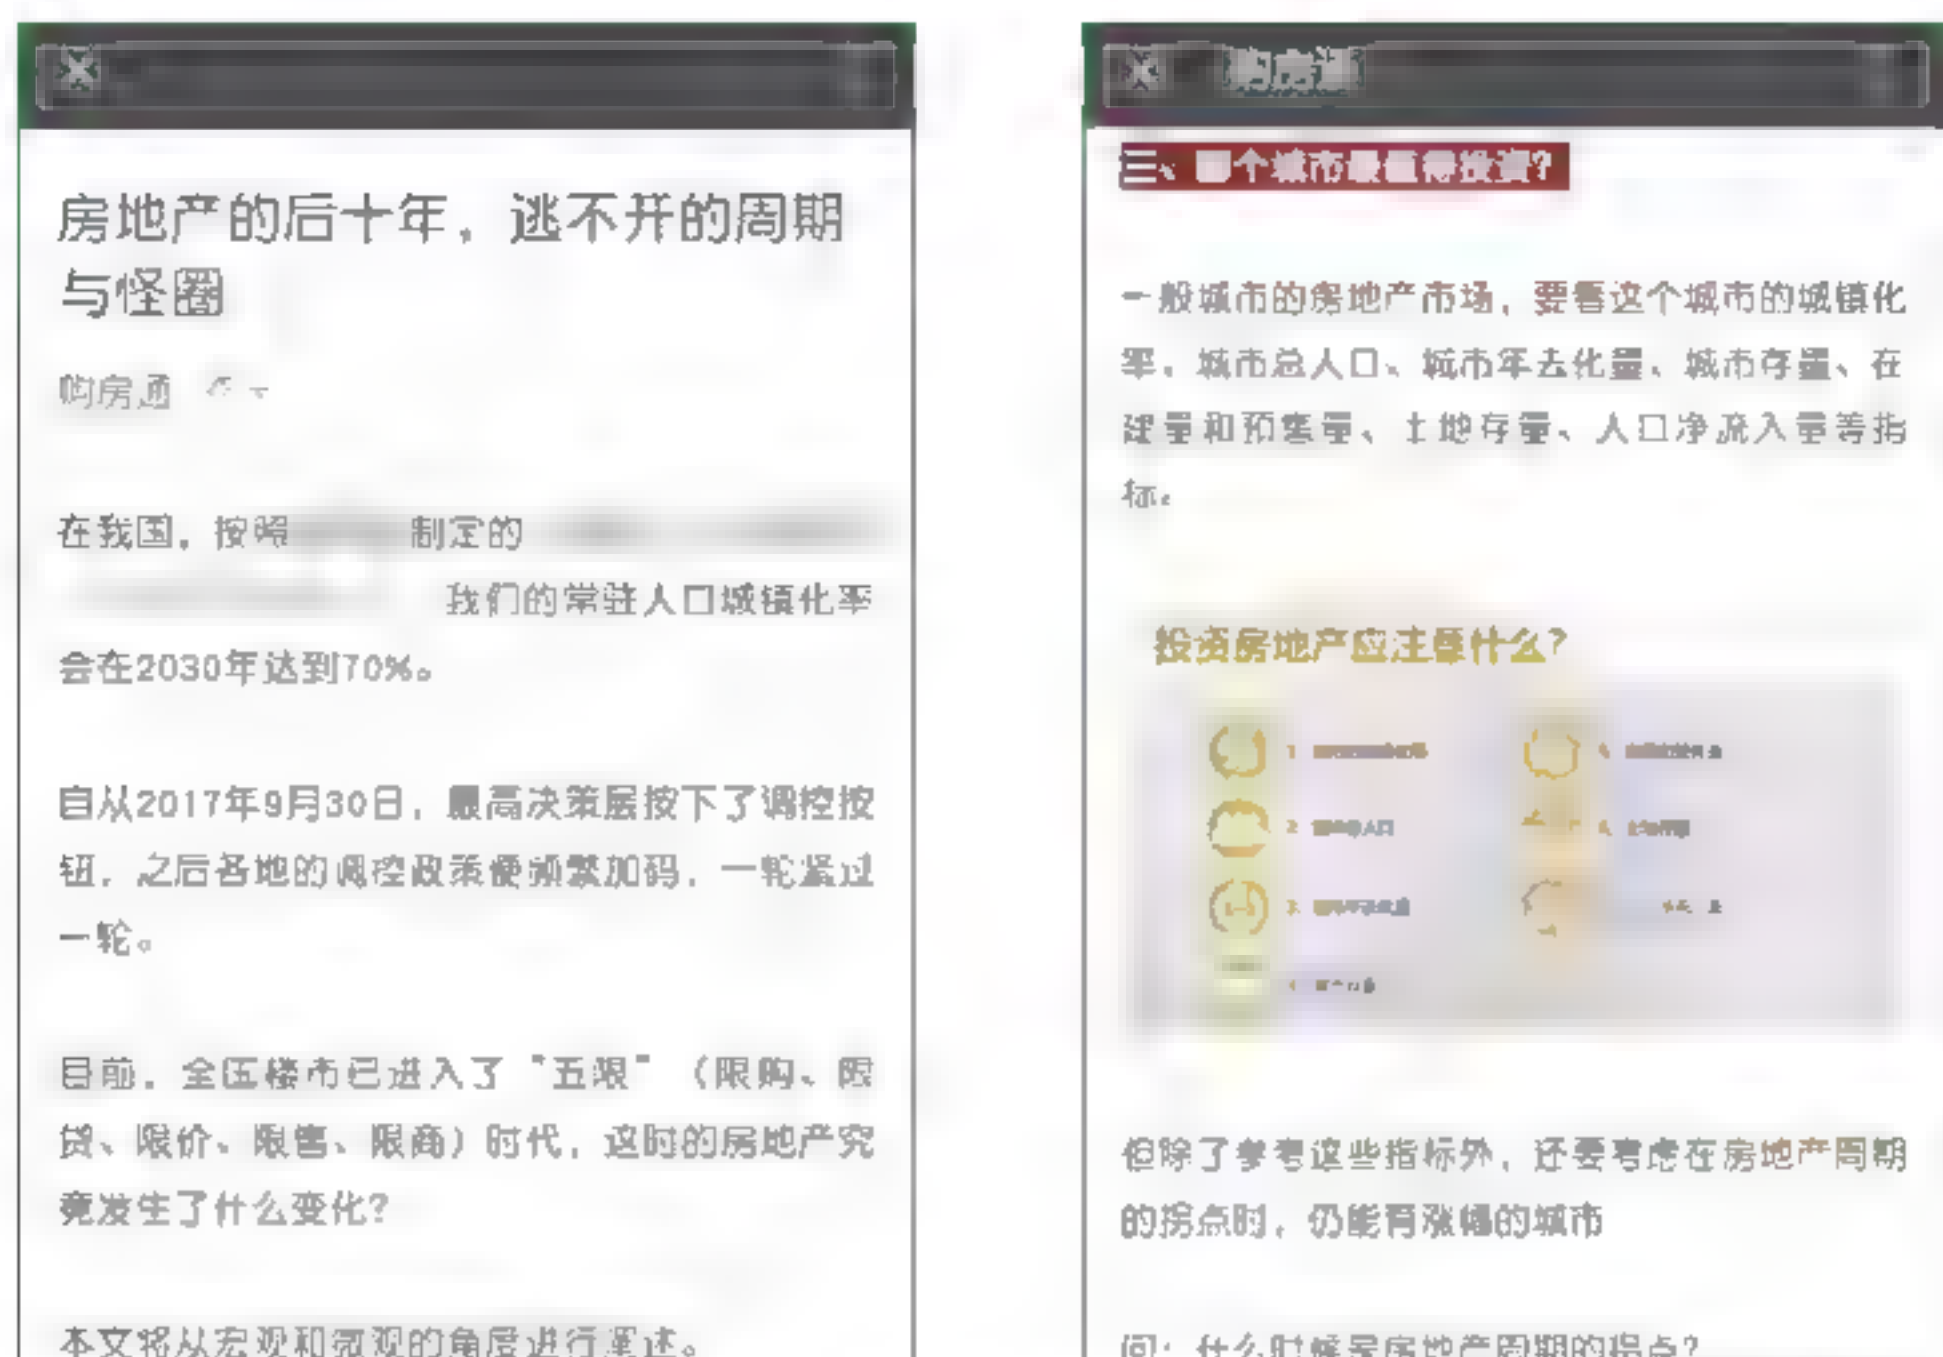 房地产的后十年，逃不开的周期
与怪圈
购房通
在我国，按照 制定的
我们的常驻人口城镇化率
会在2030年达到70%。
自从2017年9月30日，最高决策层按下了调控按
钮，之后各地的调控政策便频繁加码，一轮紧过
一轮。
目前，全国楼市已进入了“五限”（限购、限
贷、限价、限售、限商）时代，这时的房地产究
竟发生了什么变化？
本文将从宏观和微观的角度进行阐述。
购房通
三、哪个城市最值得投资？
一般城市的房地产市场，要看这个城市的城镇化
率、城市总人口、城市年去化量、城市存量、在
建量和预售量、土地存量、人口净流入量等指
标。
投资房地产应注意什么？
但除了参考这些指标外，还要考虑在房地产周期
的拐点时，仍能有涨幅的城市
问：什么时候是房地产周期的拐点？